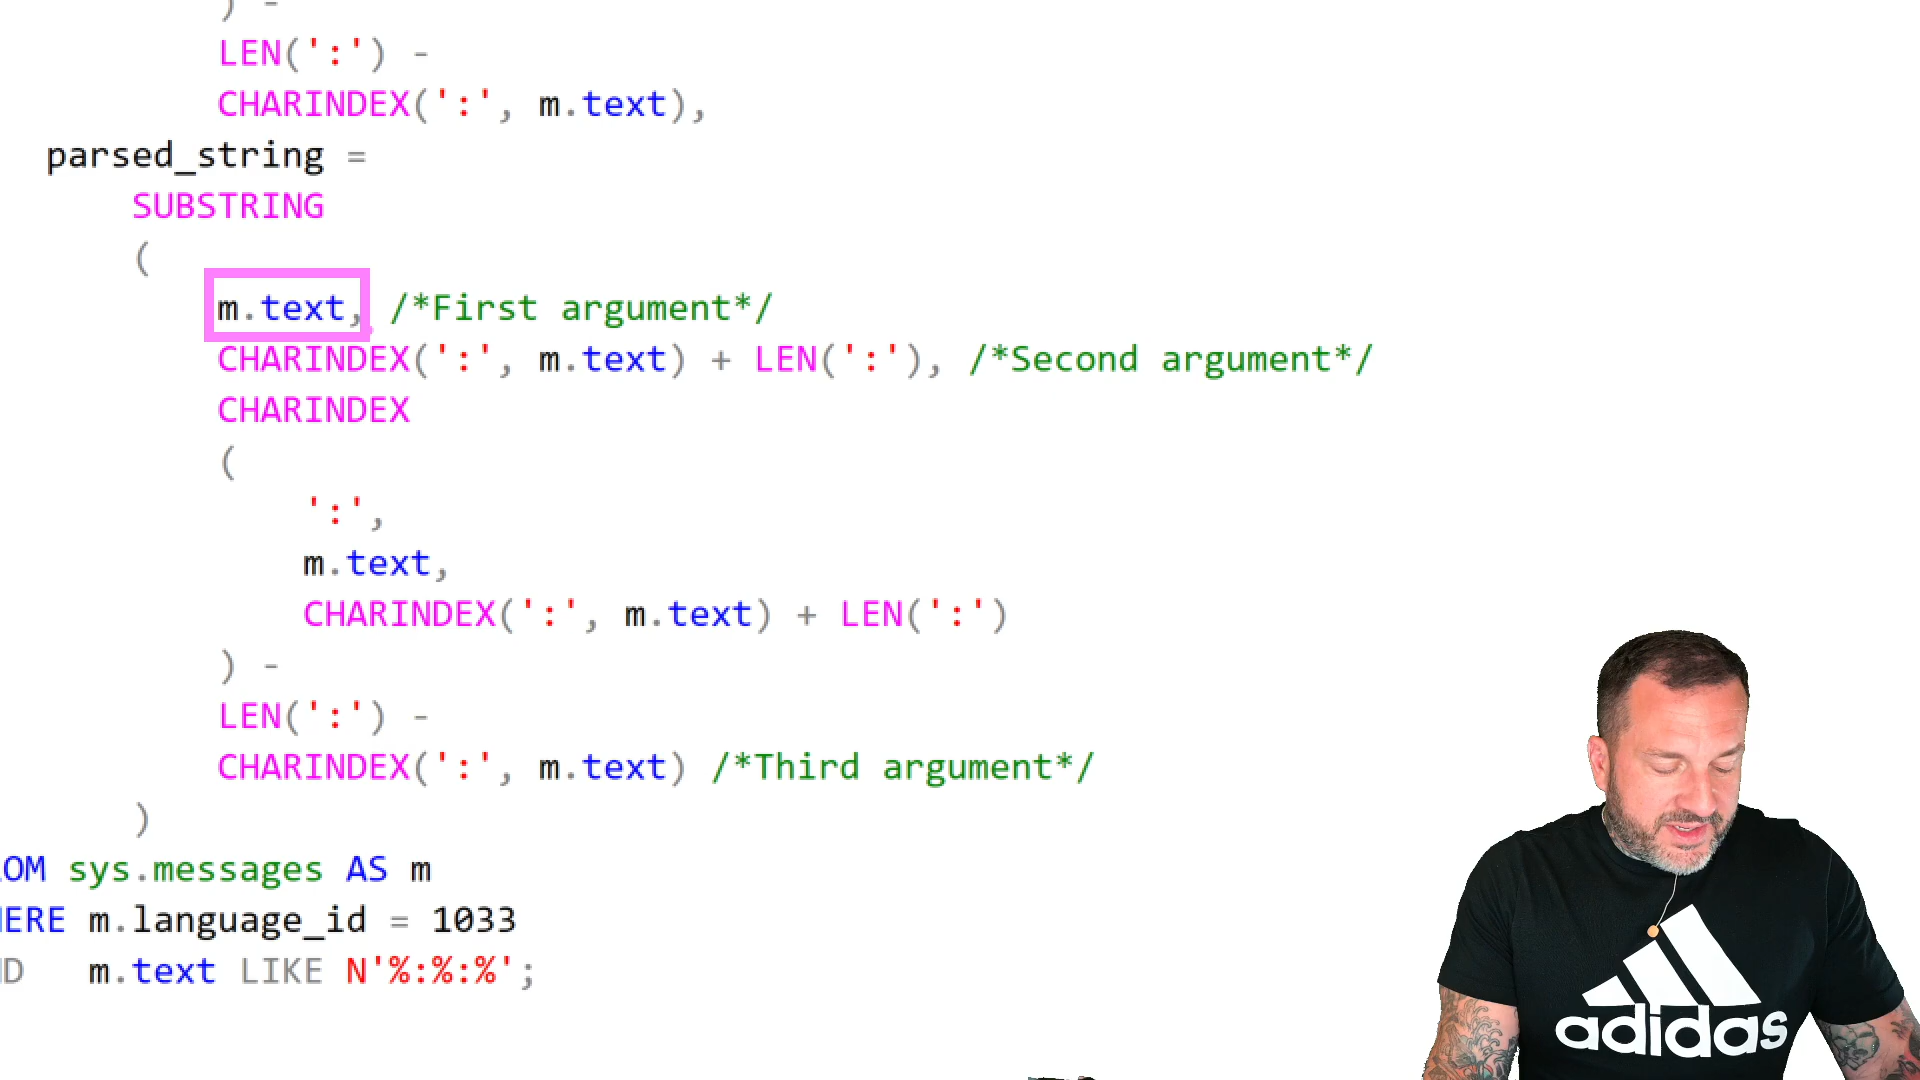 ) -
LEN(':') -
CHARINDEX(':', m.text),
parsed_string =
SUBSTRING
(
m.text, /*First argument*/
CHARINDEX(':', m.text) + LEN(':'), /*Second argument*/
CHARINDEX
(
':',
m.text,
CHARINDEX(':', m.text) + LEN(':')
) -
LEN(':') -
CHARINDEX(':', m.text) /*Third argument*/
)
OM sys.messages AS m
ERE m.language_id = 1033
D m.text LIKE N'%:%:%';
adidas